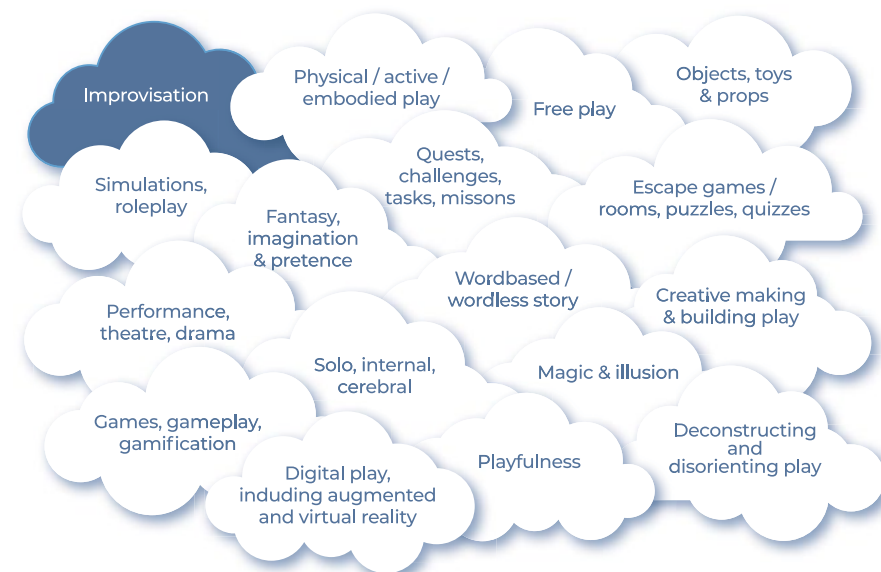 Improvisation
Physical / active /
embodied play
Free play
Objects, toys
& props
Simulations,
roleplay
Quests,
challenges,
tasks, missons
Escape games /
rooms, puzzles, quizzes
Fantasy,
imagination
& pretence
Wordbased /
wordless story
Creative making
& building play
Performance,
theatre, drama
Solo, internal,
cerebral
Magic & illusion
Games, gameplay,
gamification
Digital play,
including augmented
and virtual reality
Playfulness
Deconstructing
and
disorienting play